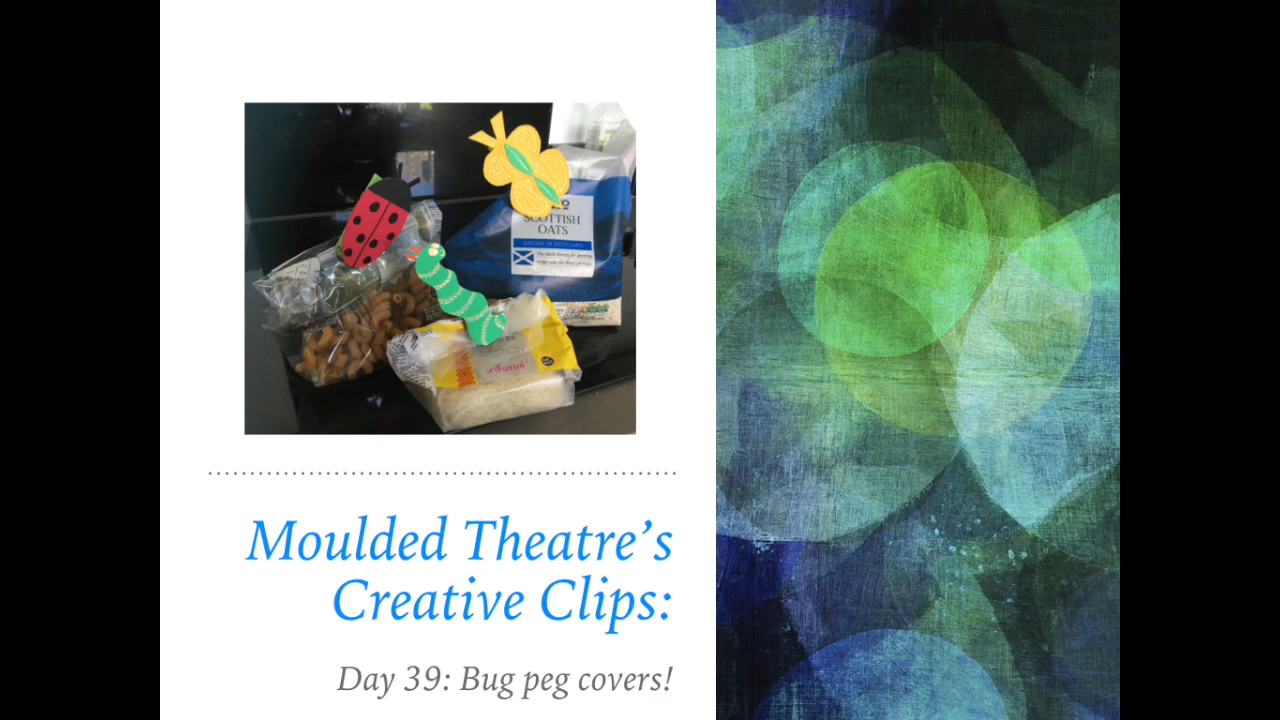 SCOTTISH
OATS
GROWN IN SCOTLAND
Moulded Theatre’s
Creative Clips:
Day 39: Bug peg covers!